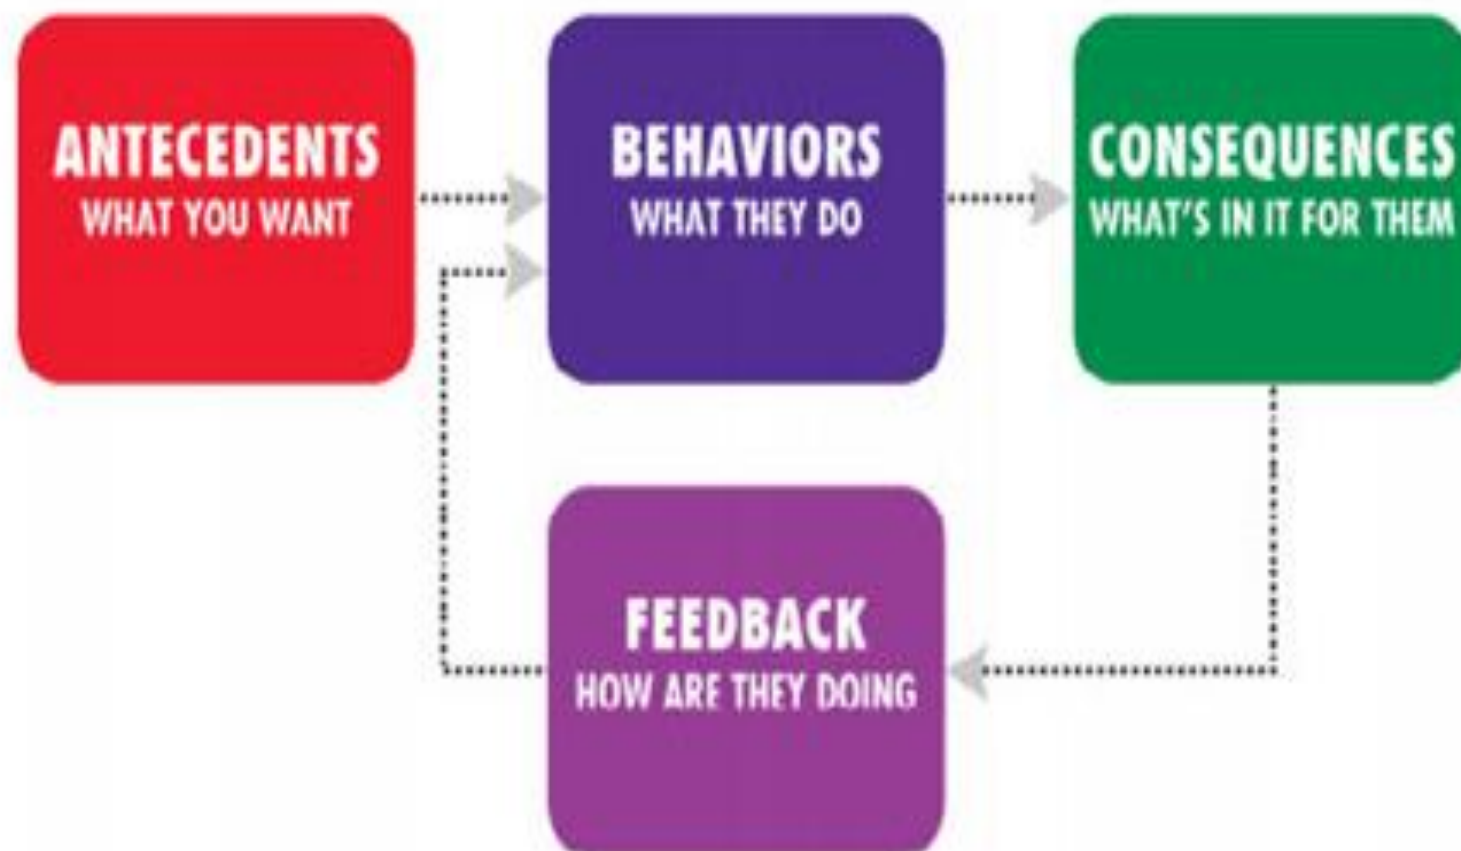 ANTECEDENTS
WHAT YOU WANT
BEHAVIORS
WHAT THEY DO
CONSEQUENCES
WHAT'S IN IT FOR THEM
FEEDBACK
HOW ARE THEY DOING